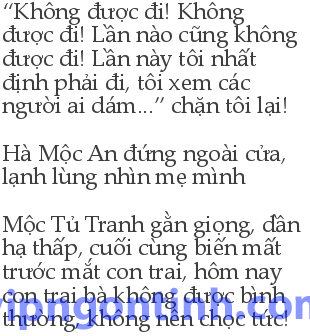 “Không được đi! Không
được đi! Lần nào cũng không
được đi! Lần này tôi nhất
định phải đi, tôi xem các
người ai dám...” chặn tôi lại!
Hà Mộc An đứng ngoài cửa,
lạnh lùng nhìn mẹ mình
Mộc Tủ Tranh gằn giọng, dần
hạ thấp, cuối cùng biến mất
trước mắt con trai, hôm nay
con trai bà không được bình
thường, không nên chọc tức!
vipngontinh.com